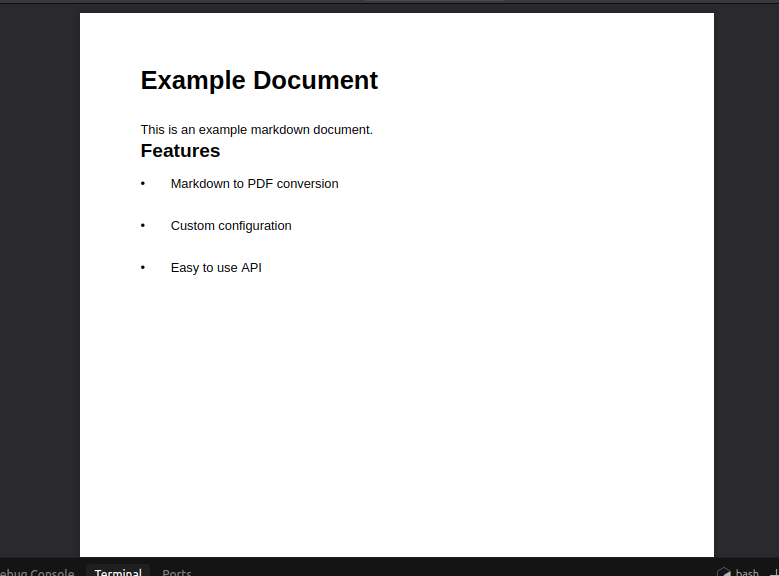 Example Document
This is an example markdown document.
Features
• Markdown to PDF conversion
• Custom configuration
• Easy to use API
ebug Console Terminal Ports bash